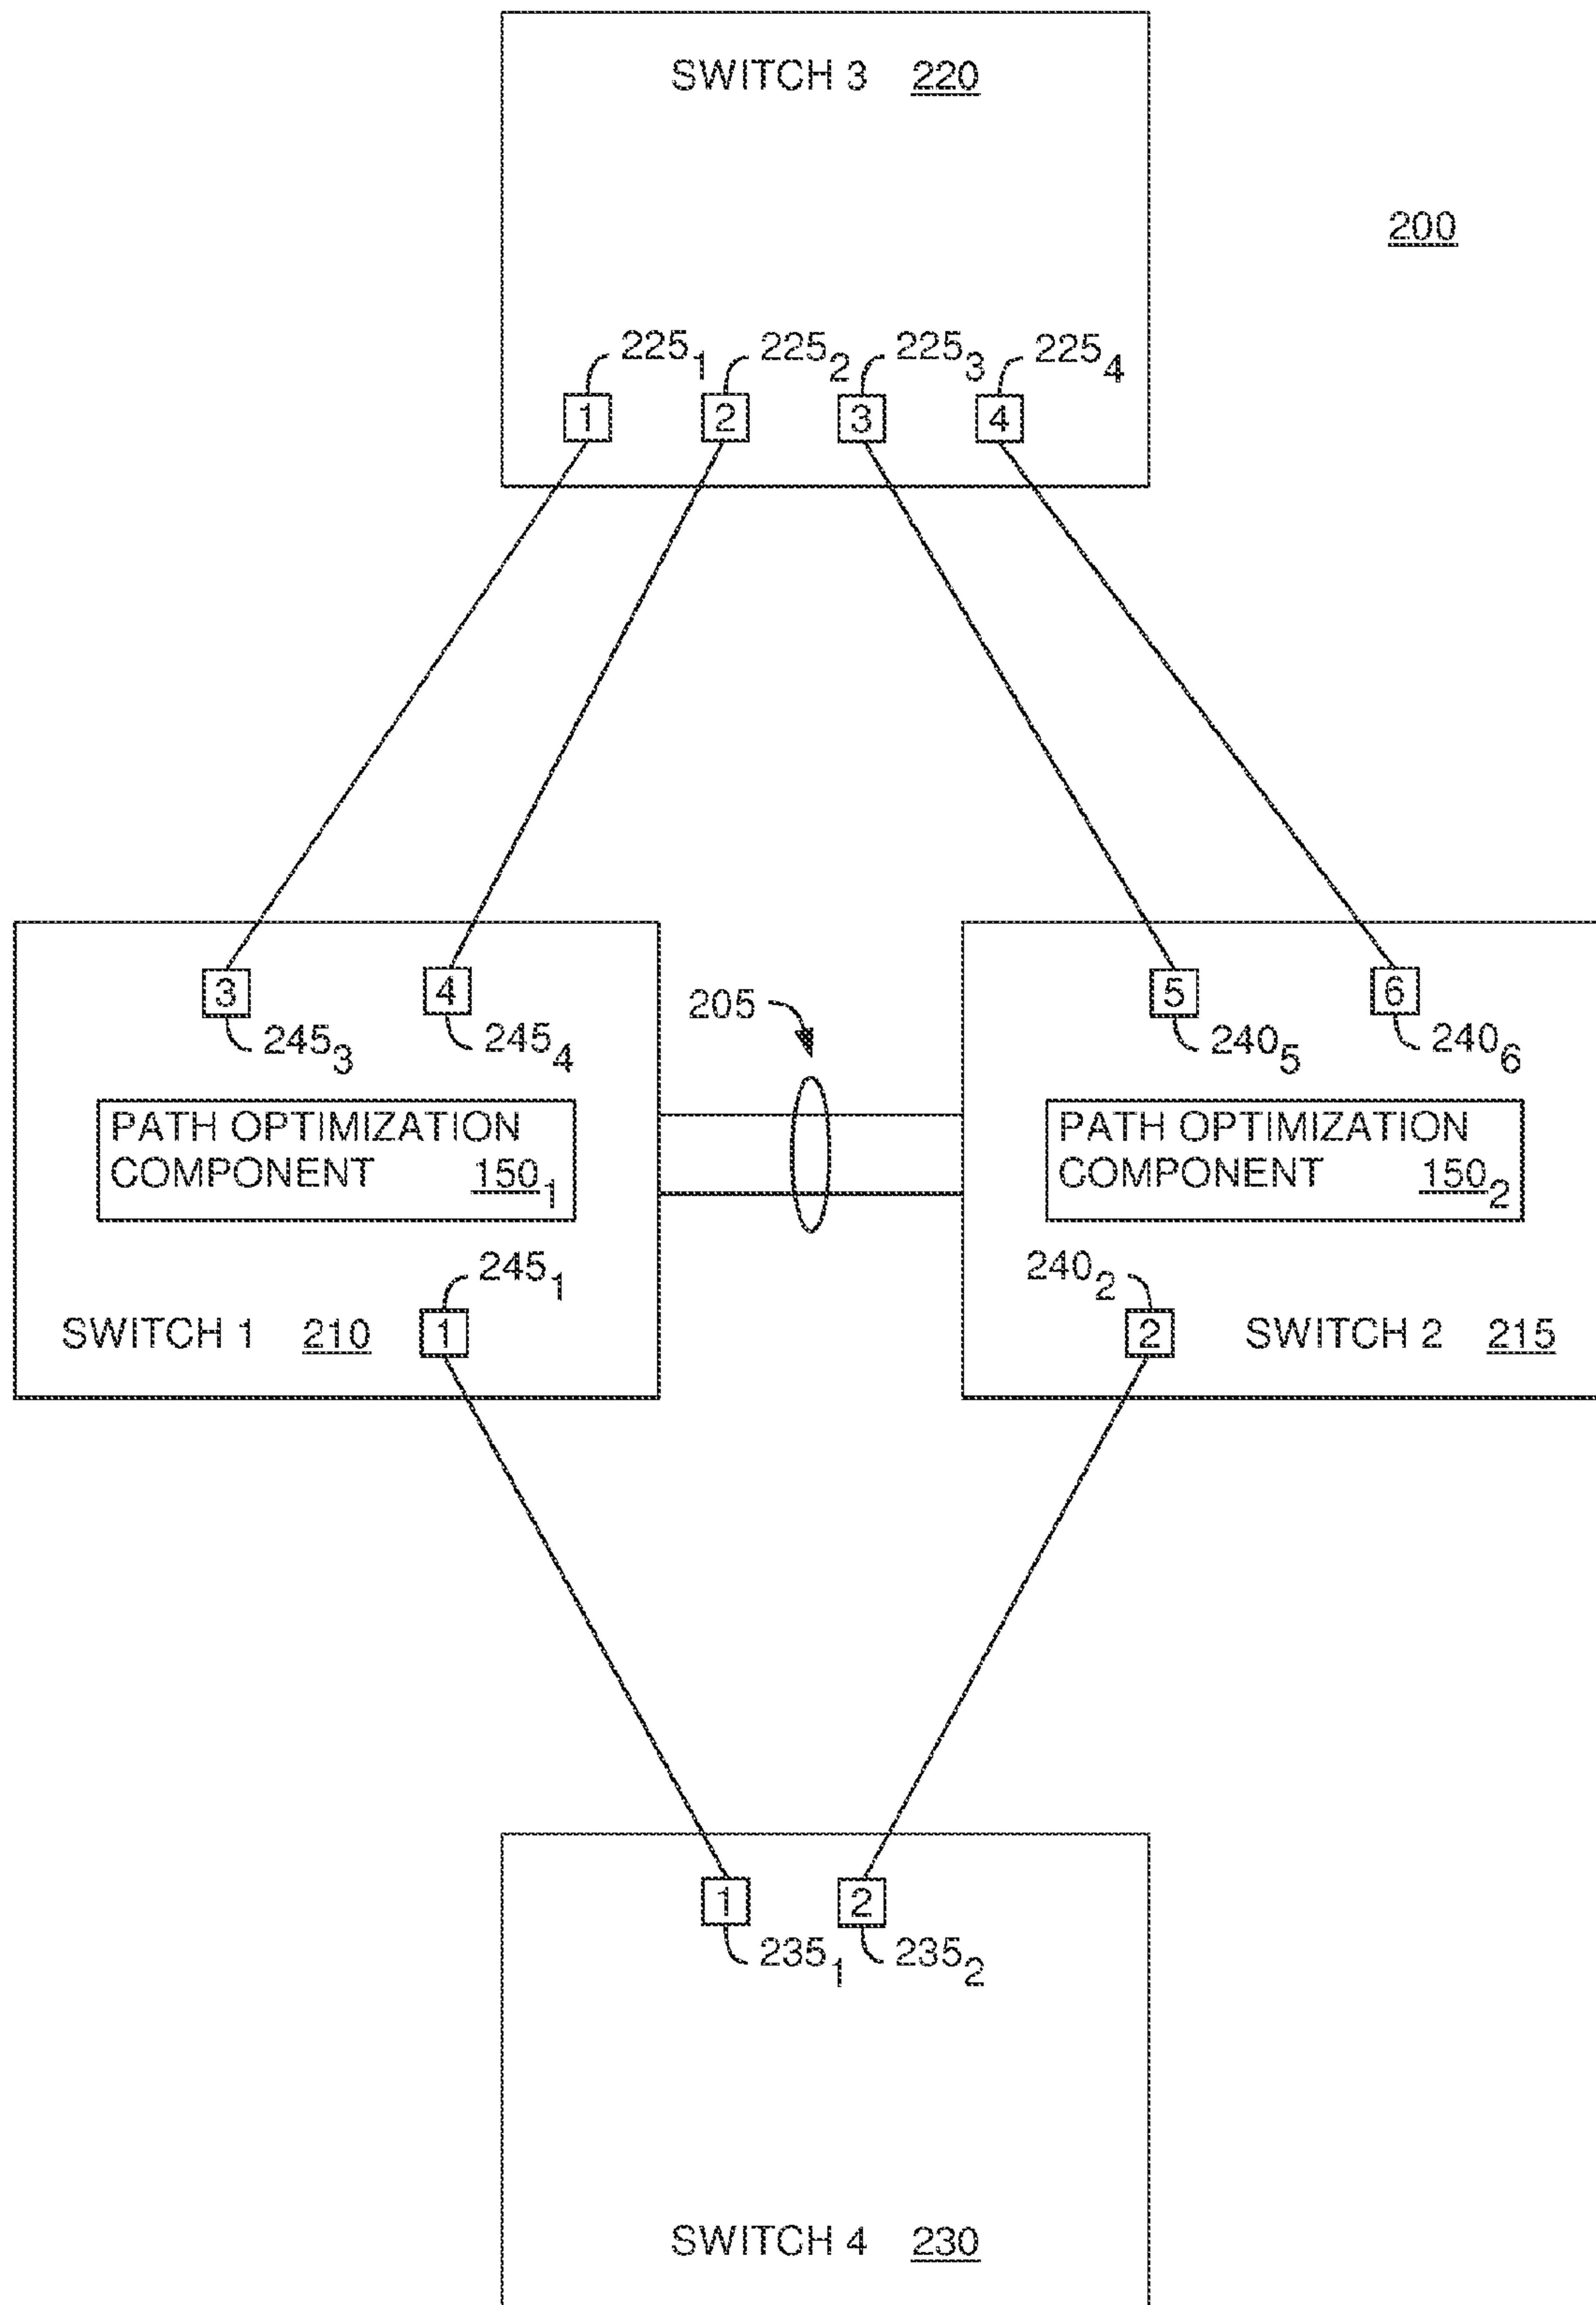 SWITCH 3 220
200
225₁ 225₂ 225₃ 225₄
1 2 3 4
3 4 5 6
245₃ 245₄ 205 240₅ 240₆
PATH OPTIMIZATION
COMPONENT 150₁
PATH OPTIMIZATION
COMPONENT 150₂
245₁ 240₂
SWITCH 1 210 1
2 SWITCH 2 215
1 2
235₁ 235₂
SWITCH 4 230